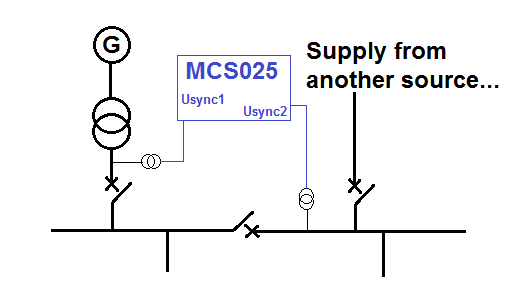 G
MCS025
Usync1
Usync2
Supply from
another source...